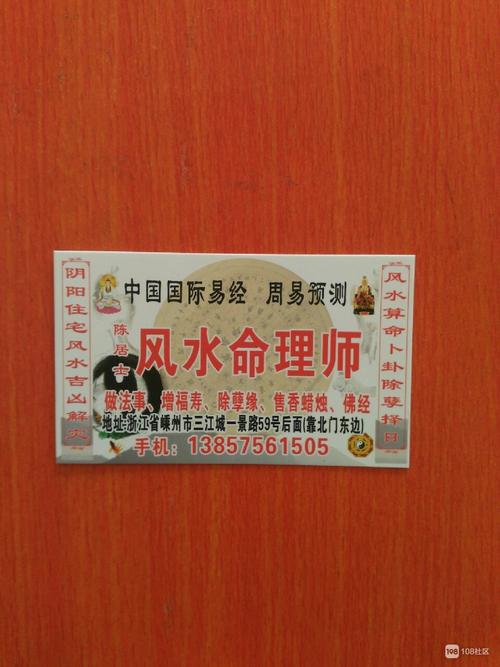 中国国际易经 周易预测
阴阳住宅风水吉凶解危
陈居士
风水命理师
风水算命卜卦除孽择日
做法事、增福寿、除孽缘、售香蜡烛、佛经
地址:浙江省嵊州市三江城一景路59号后面(靠北门东边)
手机：13857561505
108社区